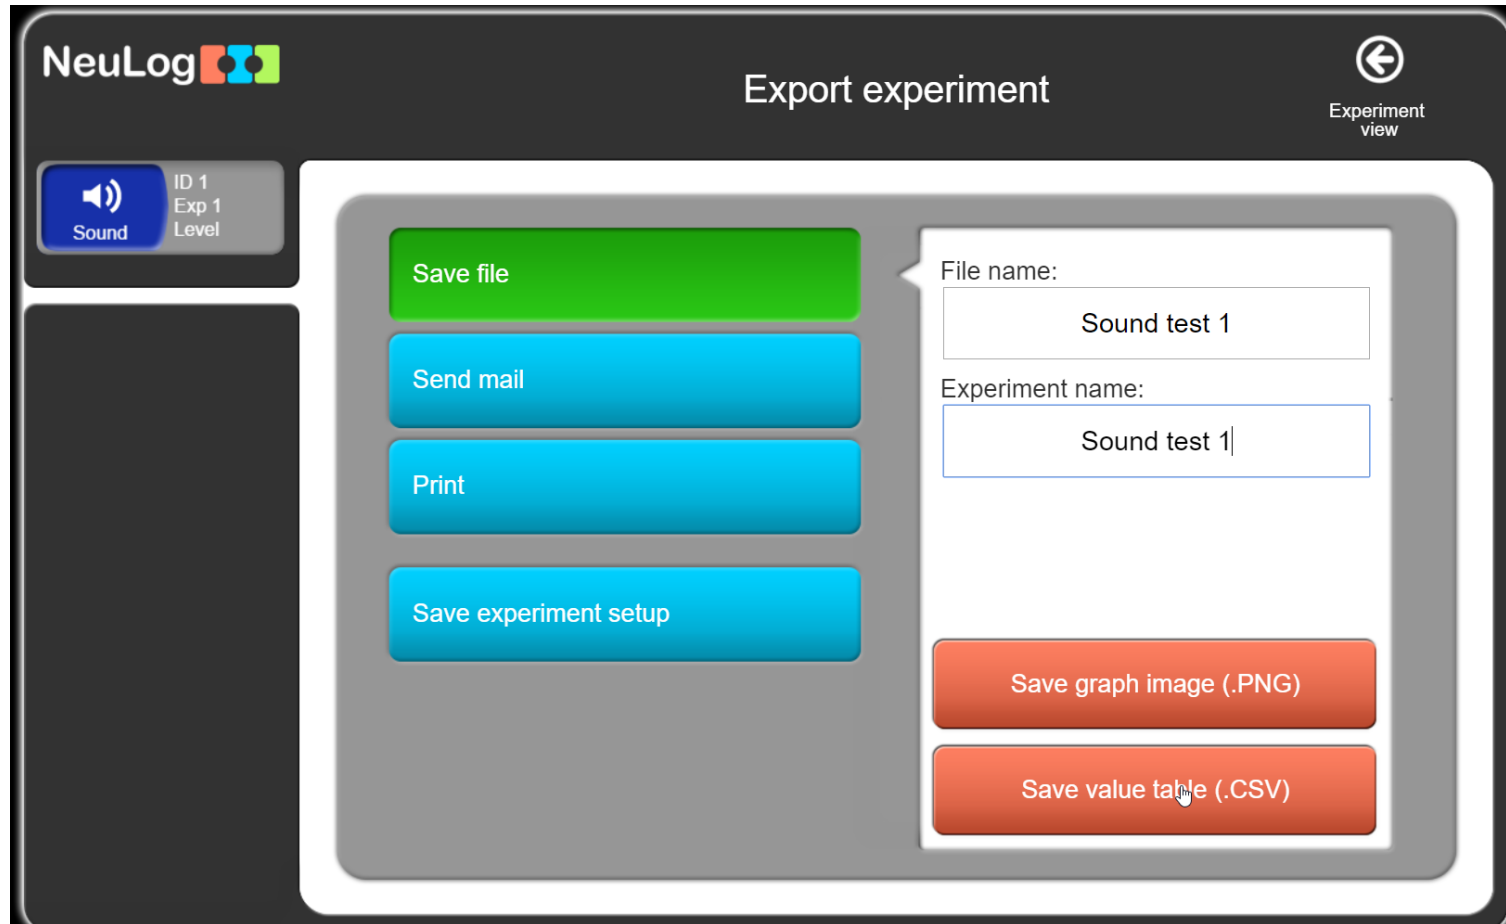 NeuLog
Export experiment
Experiment
view
Sound
ID 1
Exp 1
Level
Save file
Send mail
Print
Save experiment setup
File name:
Sound test 1
Experiment name:
Sound test 1
Save graph image (.PNG)
Save value table (.CSV)